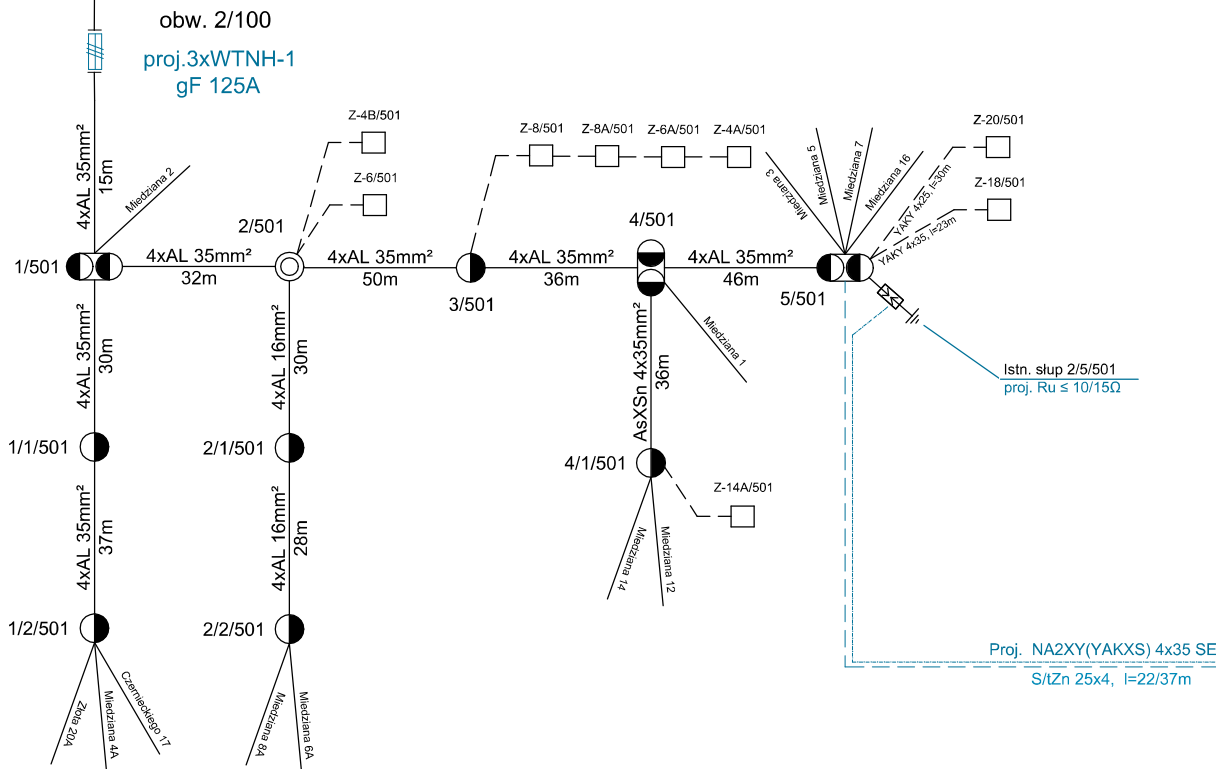 obw. 2/100
proj.3xWTNH-1
gF 125A
4xAL 35mm²
15m
Miedziana 2
Z-4B/501
Z-6/501
Z-8/501
Z-8A/501
Z-6A/501
Z-4A/501
Miedziana 3
Miedziana 5
Miedziana 7
Miedziana 16
YAKY 4x25, l=30m
YAKY 4x35, l=23m
Z-20/501
Z-18/501
1/501
4xAL 35mm²
32m
2/501
4xAL 35mm²
50m
3/501
4xAL 35mm²
36m
4/501
4xAL 35mm²
46m
5/501
4xAL 35mm²
30m
4xAL 16mm²
30m
AsXSn 4x35mm²
36m
Miedziana 1
Istn. słup 2/5/501
proj. Ru ≤ 10/15Ω
1/1/501
2/1/501
4/1/501
Z-14A/501
4xAL 35mm²
37m
4xAL 16mm²
28m
Miedziana 14
Miedziana 12
1/2/501
2/2/501
Złota 20A
Miedziana 4A
Czernieckiego 17
Miedziana 8A
Miedziana 6A
Proj. NA2XY(YAKXS) 4x35 SE
S/tZn 25x4, l=22/37m